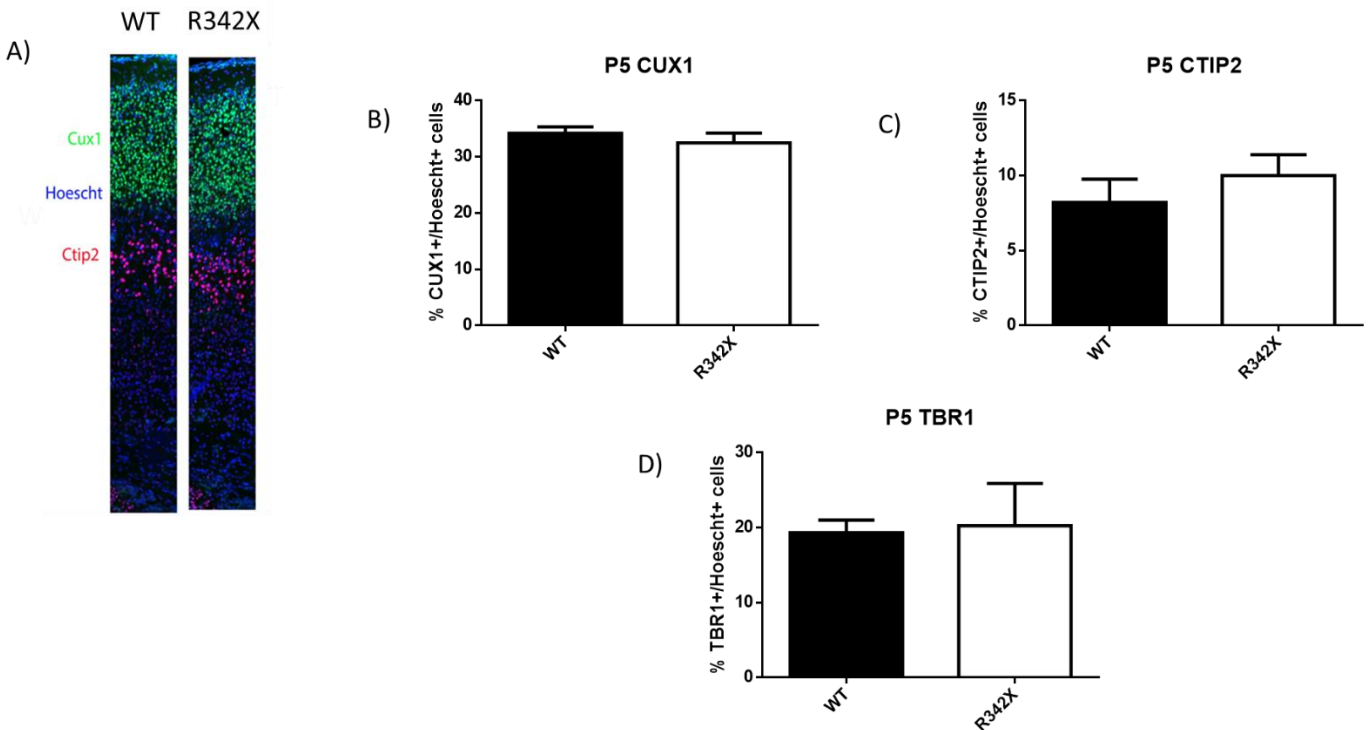 WT R342X
A)
Cux1
Hoescht
Ctip2
P5 CUX1
B)
% CUX1+/Hoescht+ cells
40
30
20
10
0
WT
R342X
P5 CTIP2
C)
% CTIP2+/Hoescht+ cells
15
10
5
0
WT
R342X
P5 TBR1
D)
% TBR1+/Hoescht+ cells
30
20
10
0
WT
R342X